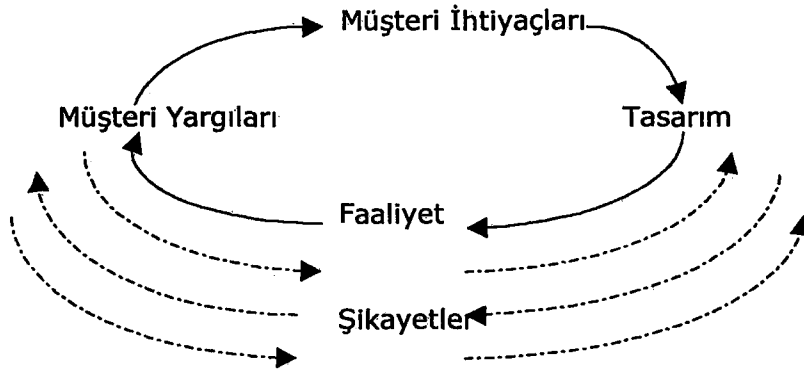 Müşteri İhtiyaçları
Müşteri Yargıları
Tasarım
Faaliyet
Şikayetler